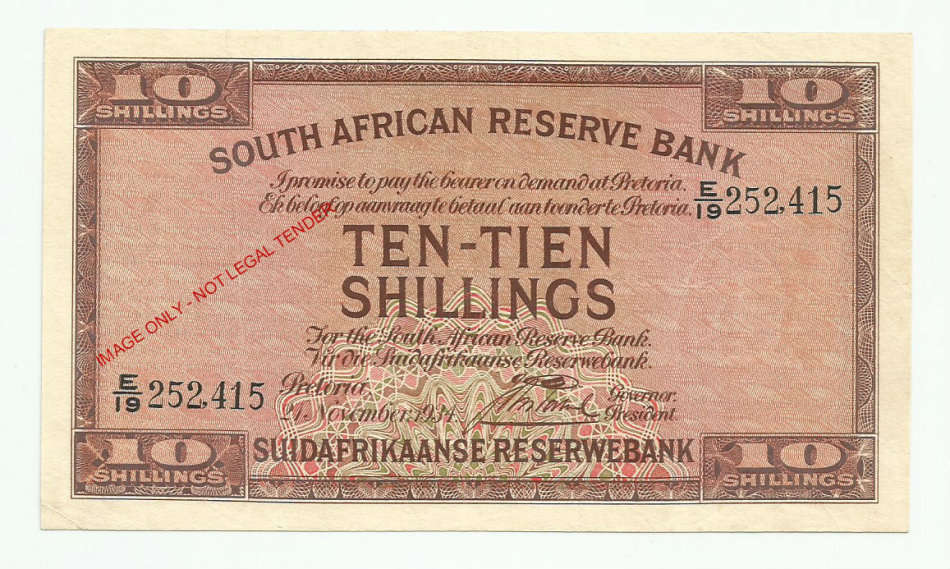 10 10
SHILLINGS SHILLINGS
SOUTH AFRICAN RESERVE BANK
I promise to pay the bearer on demand at Pretoria.
Ek beloof op aanvraag te betaal aan toonder te Pretoria.
E/19 252,415
TEN-TIEN
SHILLINGS
IMAGE ONLY - NOT LEGAL TENDER
For the South African Reserve Bank.
Vir die Suidafrikaanse Reserwebank.
E/19 252,415
Pretoria
November, 1934
Governor.
President.
SUIDAFRIKAANSE RESERWEBANK
10 10
SHILLINGS SHILLINGS